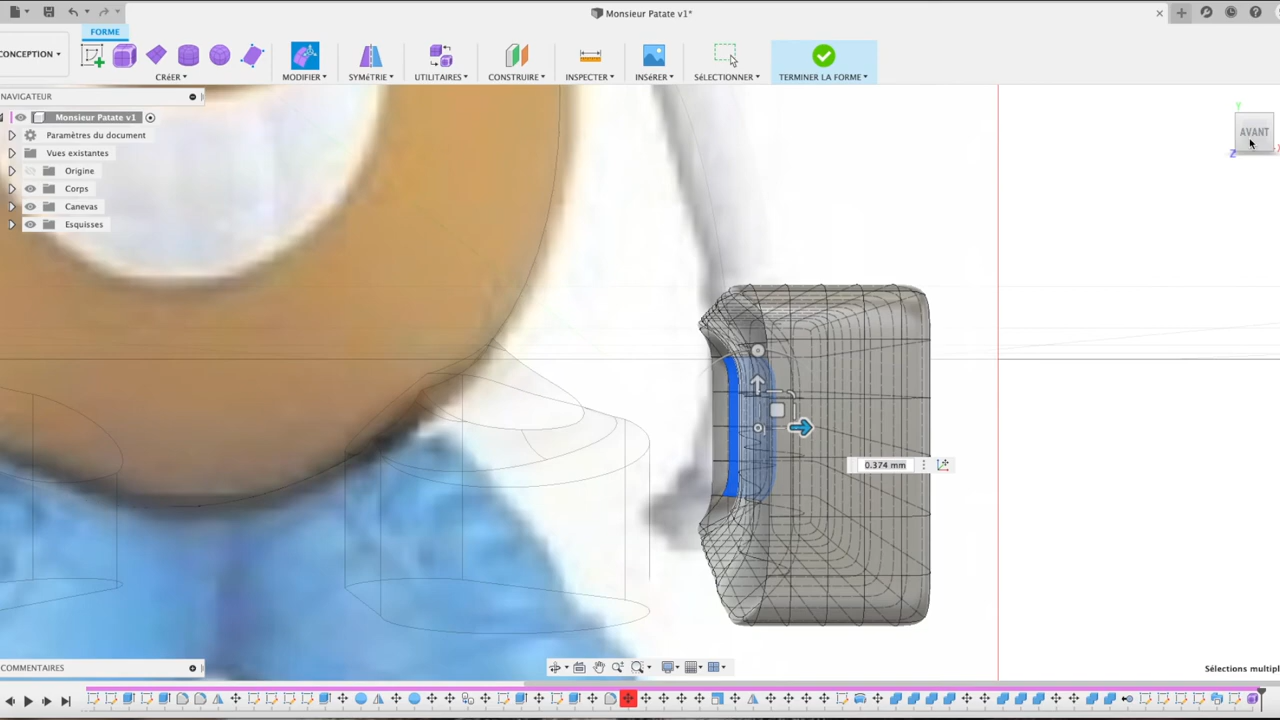 Monsieur Patate v1*
FORME
CONCEPTION
CRÉER
MODIFIER
SYMÉTRIE
UTILITAIRES
CONSTRUIRE
INSPECTER
INSÉRER
SÉLECTIONNER
TERMINER LA FORME
NAVIGATEUR
Monsieur Patate v1
Paramètres du document
Vues existantes
Origine
Corps
Canevas
Esquisses
AVANT
Y
Z
X
0.374 mm
COMMENTAIRES
Sélections multipl